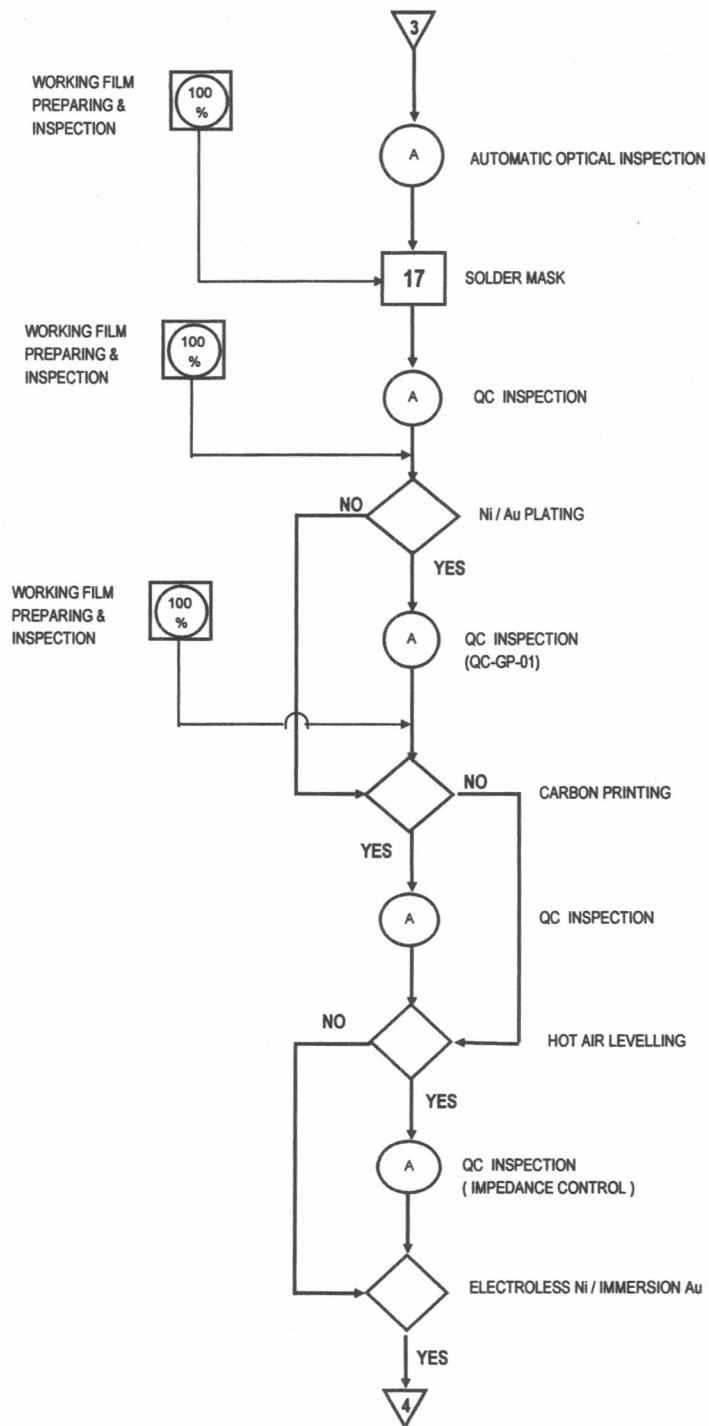 3
WORKING FILM
PREPARING &
INSPECTION
100
%
A
AUTOMATIC OPTICAL INSPECTION
17
SOLDER MASK
WORKING FILM
PREPARING &
INSPECTION
100
%
A
QC INSPECTION
NO
Ni / Au PLATING
YES
WORKING FILM
PREPARING &
INSPECTION
100
%
A
QC INSPECTION
(QC-GP-01)
NO
CARBON PRINTING
YES
A
QC INSPECTION
NO
HOT AIR LEVELLING
YES
A
QC INSPECTION
( IMPEDANCE CONTROL )
ELECTROLESS Ni / IMMERSION Au
YES
4